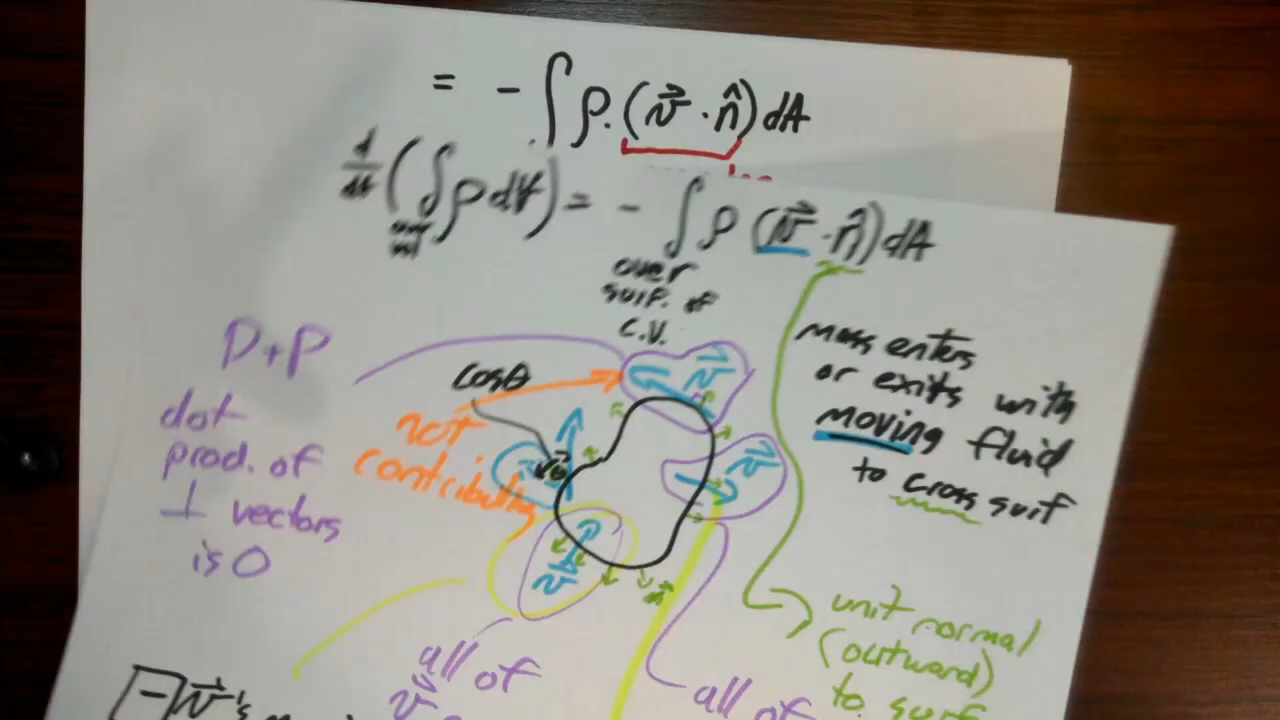 = - ∫ρ.(v⃗ · n̂)dA
d/dt (∫ρdV) = - ∫ρ (v⃗ · n̂)dA
over
surf. of
C.V.
D+P
dot
prod. of
⊥ vectors
is 0
cosθ
not
contributing
v⃗
v⃗
v
n̂
mass enters
or exits with
moving fluid
to cross surf
unit normal
(outward)
to surf
all of
v⃗
all of
[-] v⃗'s